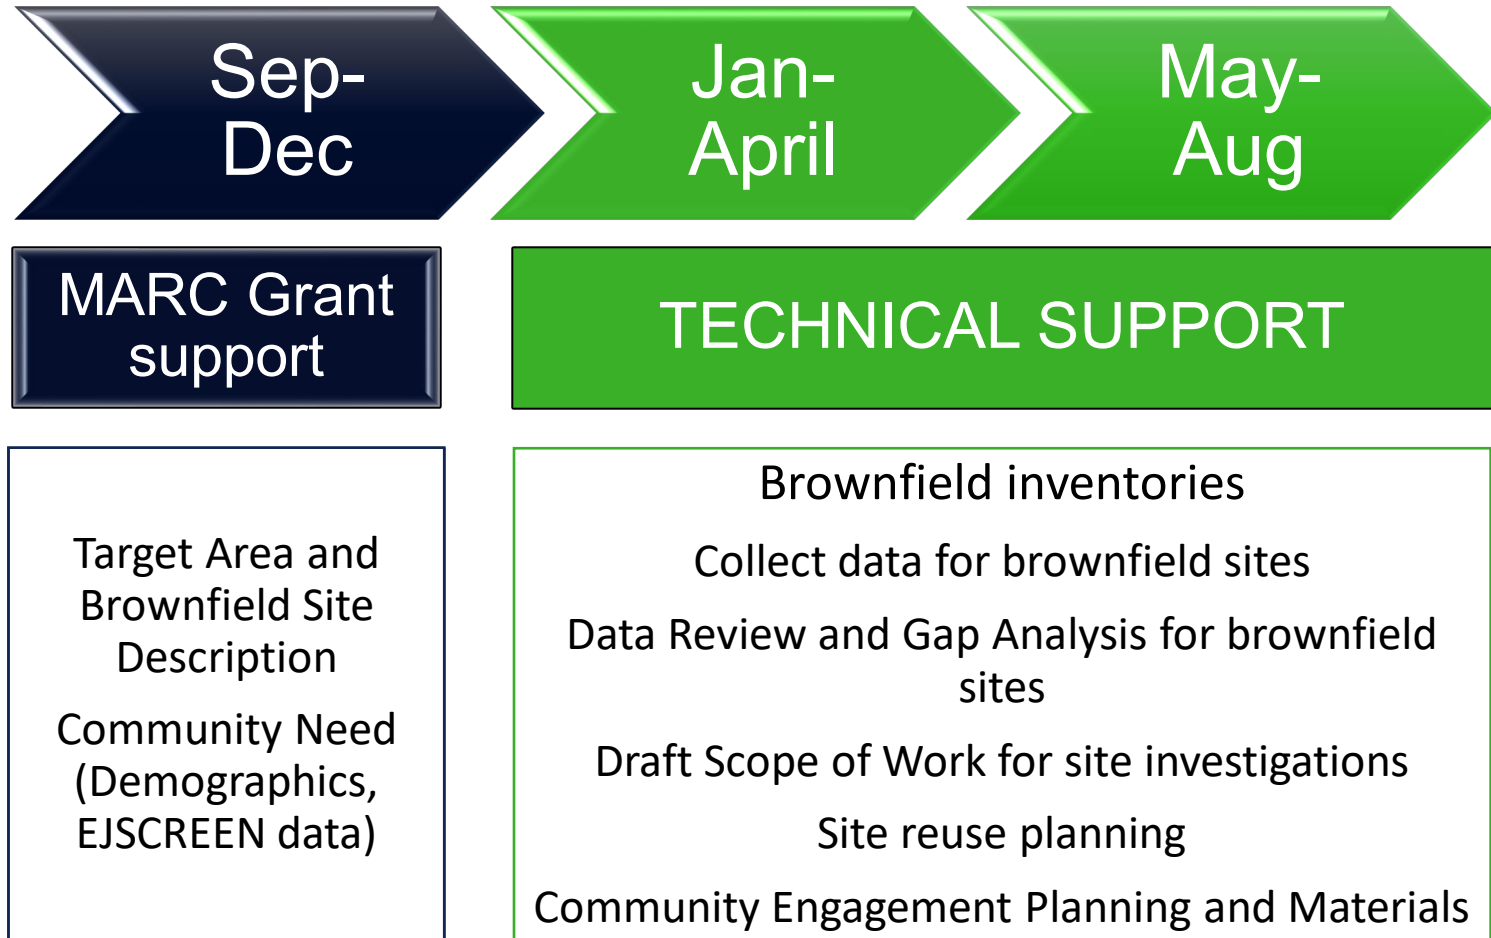 Sep-
Dec
Jan-
April
May-
Aug
MARC Grant
support
TECHNICAL SUPPORT
Target Area and
Brownfield Site
Description
Community Need
(Demographics,
EJSCREEN data)
Brownfield inventories
Collect data for brownfield sites
Data Review and Gap Analysis for brownfield
sites
Draft Scope of Work for site investigations
Site reuse planning
Community Engagement Planning and Materials